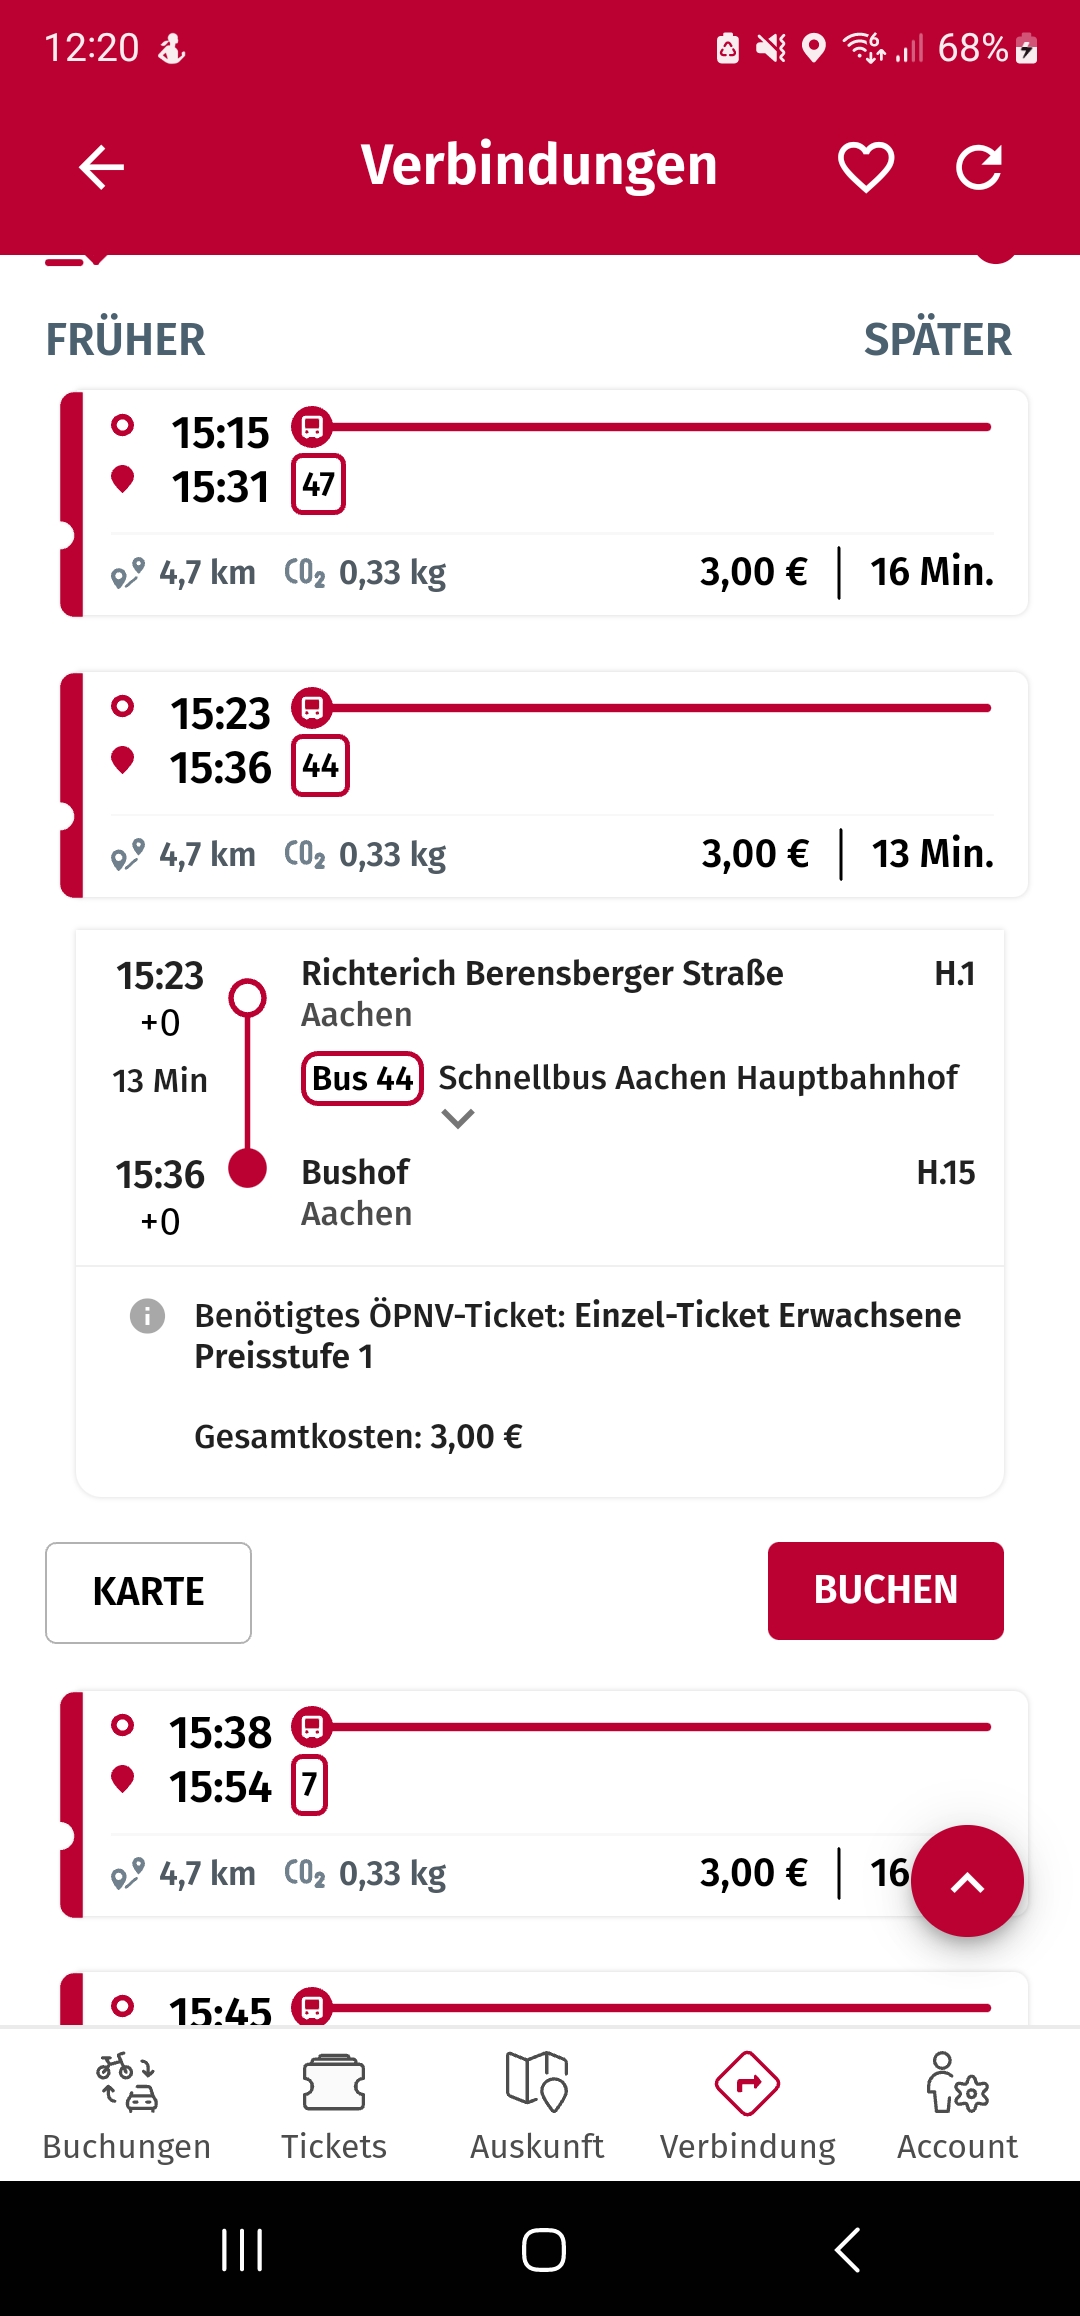 12:20
68%
Verbindungen
FRÜHER
SPÄTER
15:15
15:31 47
4,7 km CO2 0,33 kg 3,00 € | 16 Min.
15:23
15:36 44
4,7 km CO2 0,33 kg 3,00 € | 13 Min.
15:23 Richterich Berensberger Straße H.1
+0 Aachen
13 Min Bus 44 Schnellbus Aachen Hauptbahnhof
15:36 Bushof H.15
+0 Aachen
Benötigtes ÖPNV-Ticket: Einzel-Ticket Erwachsene
Preisstufe 1
Gesamtkosten: 3,00 €
KARTE
BUCHEN
15:38
15:54 7
4,7 km CO2 0,33 kg 3,00 € | 16
15:45
Buchungen Tickets Auskunft Verbindung Account